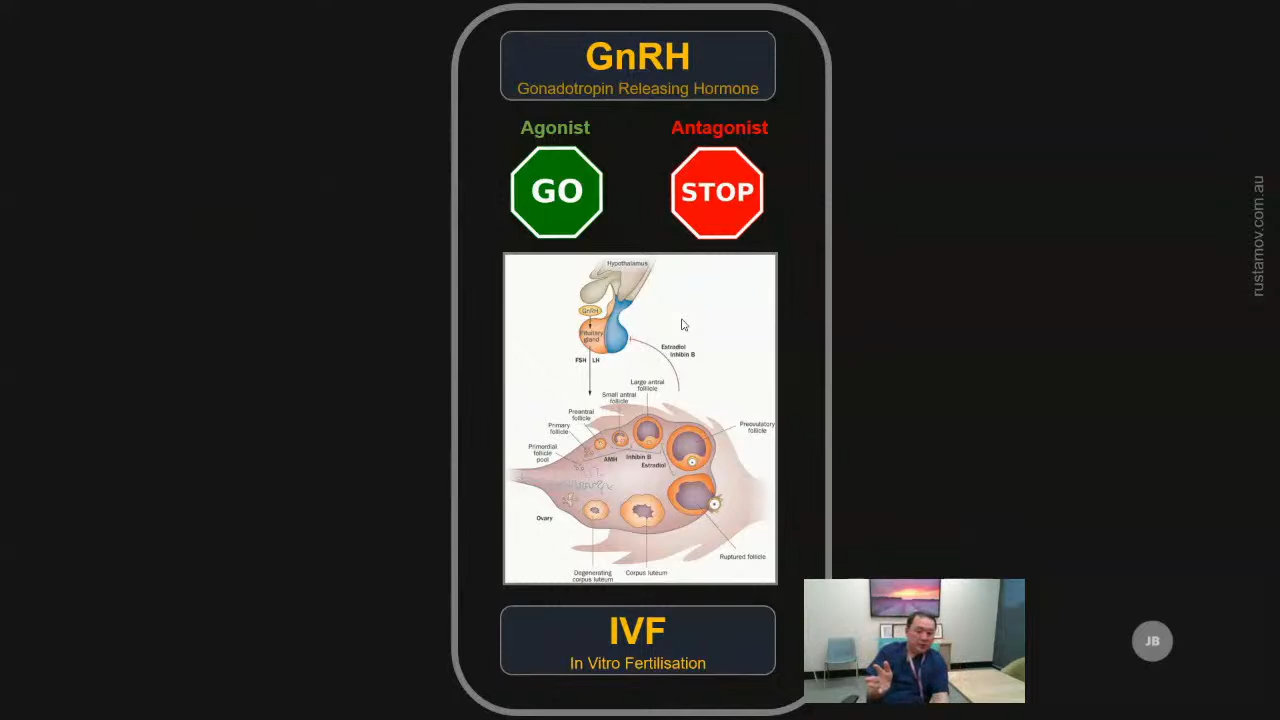 GnRH
Gonadotropin Releasing Hormone
Agonist
Antagonist
GO
STOP
Hypothalamus
GnRH
Pituitary
gland
FSH
LH
Estradiol
Inhibin B
Large antral
follicle
Small antral
follicle
Preantral
follicle
Primary
follicle
Primordial
follicle
pool
Preovulatory
follicle
AMH
Inhibin B
Estradiol
Ovary
Ruptured follicle
Degenerating
corpus luteum
Corpus luteum
IVF
In Vitro Fertilisation
rustamov.com.au
JB